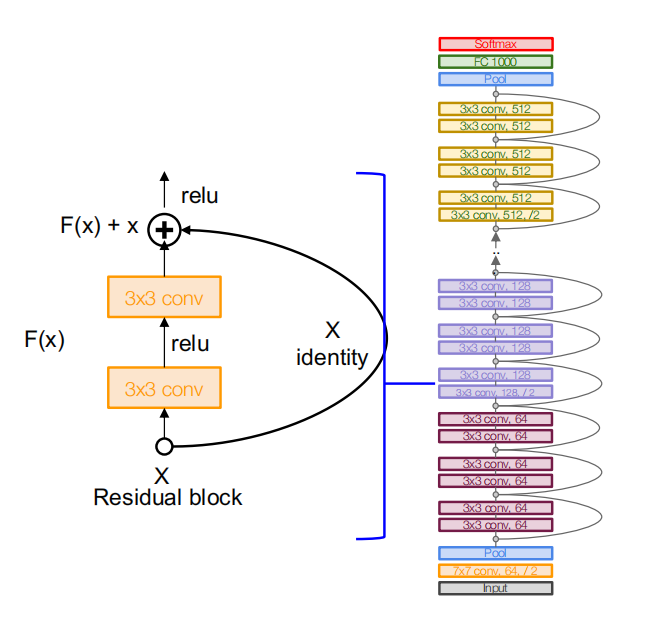 relu
F(x) + x
3x3 conv
F(x)
relu
X
identity
3x3 conv
X
Residual block
Softmax
FC 1000
Pool
3x3 conv, 512
3x3 conv, 512
3x3 conv, 512
3x3 conv, 512
3x3 conv, 512
3x3 conv, 512, /2
..
.
3x3 conv, 128
3x3 conv, 128
3x3 conv, 128
3x3 conv, 128
3x3 conv, 128
3x3 conv, 128, / 2
3x3 conv, 64
3x3 conv, 64
3x3 conv, 64
3x3 conv, 64
3x3 conv, 64
3x3 conv, 64
Pool
7x7 conv, 64, / 2
Input